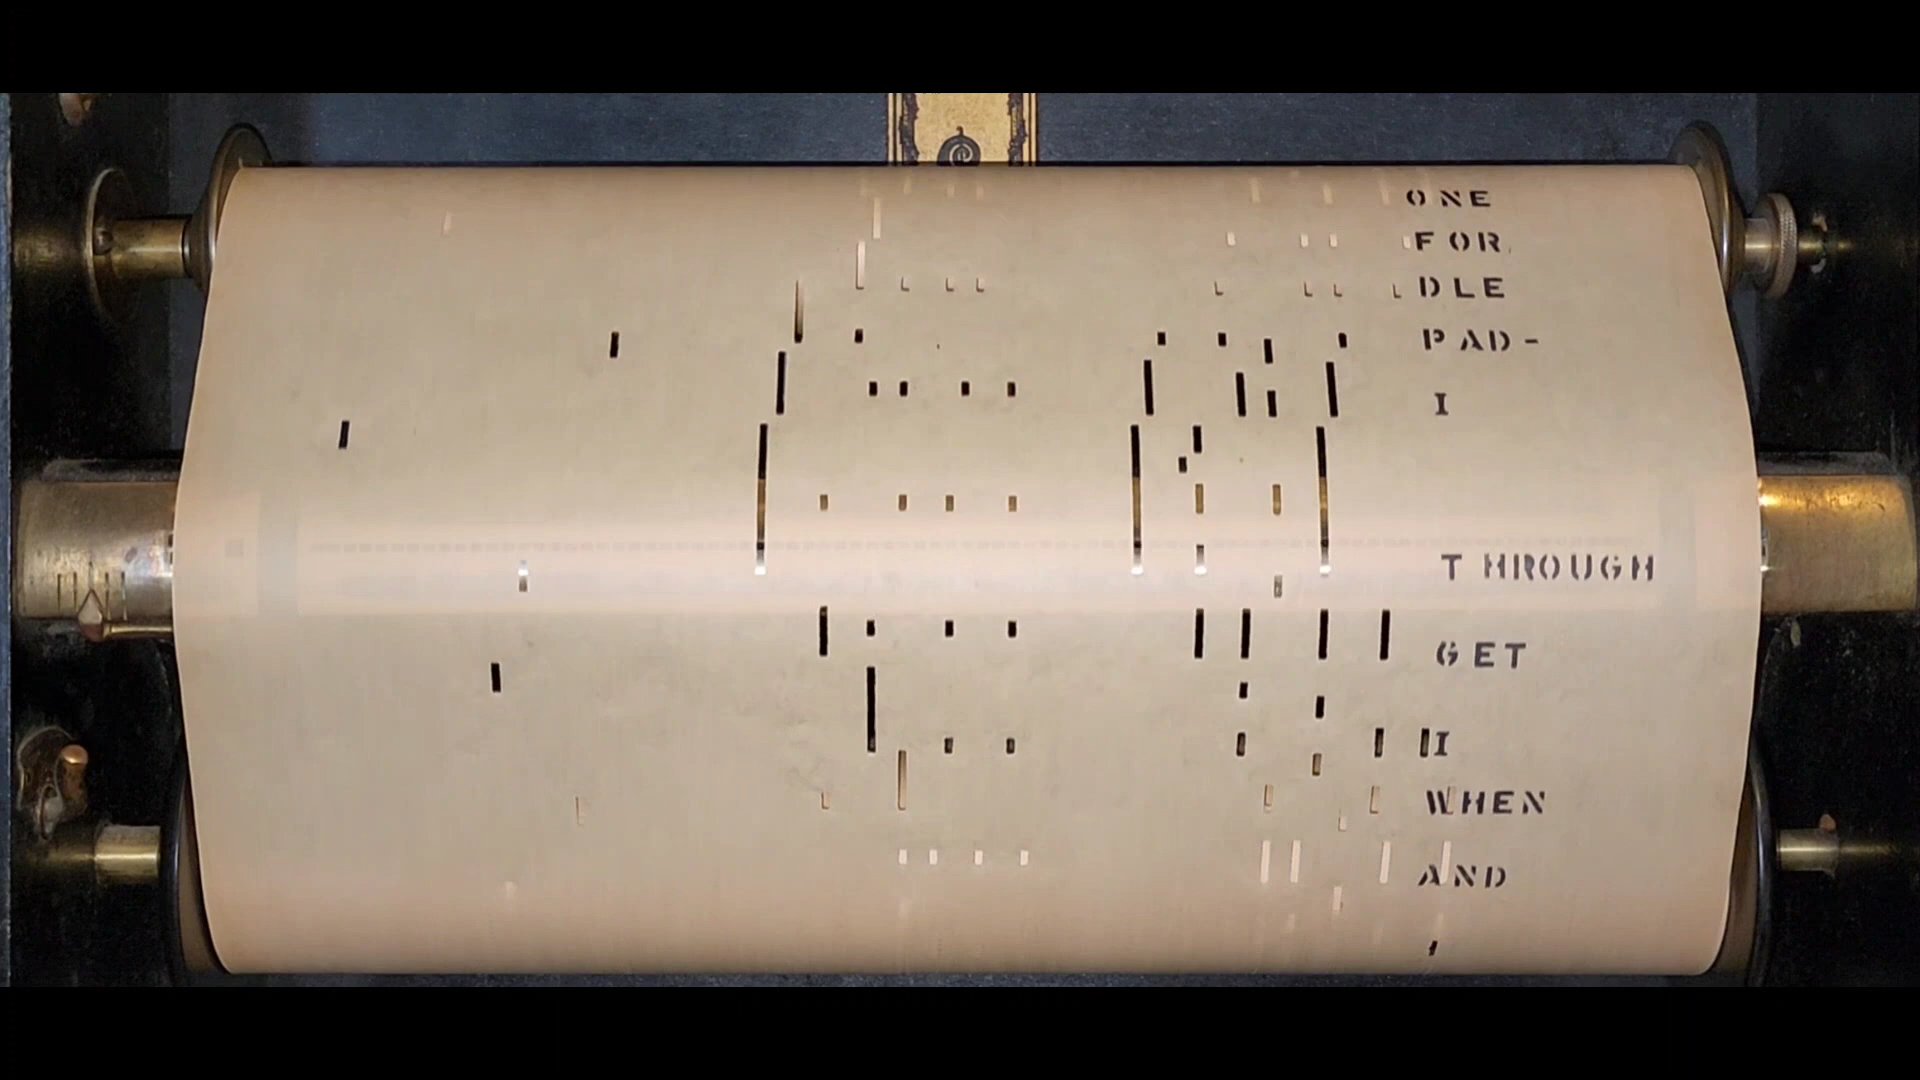 ONE
FOR
DLE
PAD-
I
THROUGH
GET
I
WHEN
AND